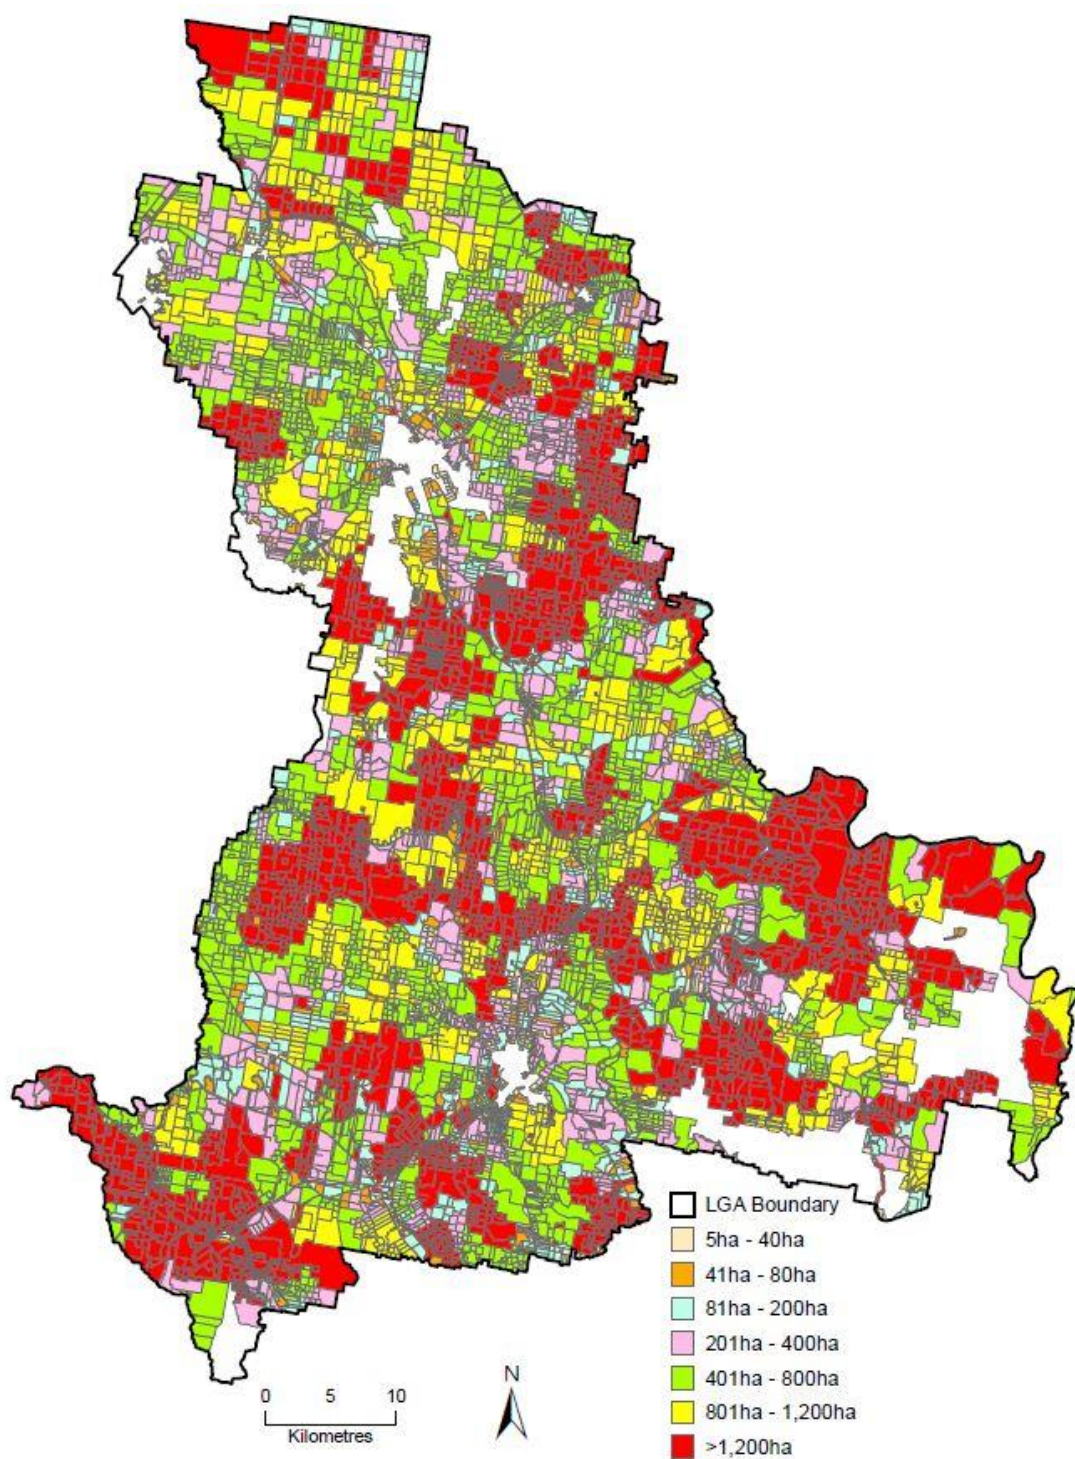 LGA Boundary
5ha - 40ha
41ha - 80ha
81ha - 200ha
201ha - 400ha
401ha - 800ha
801ha - 1,200ha
>1,200ha
0 5 10
Kilometres
N